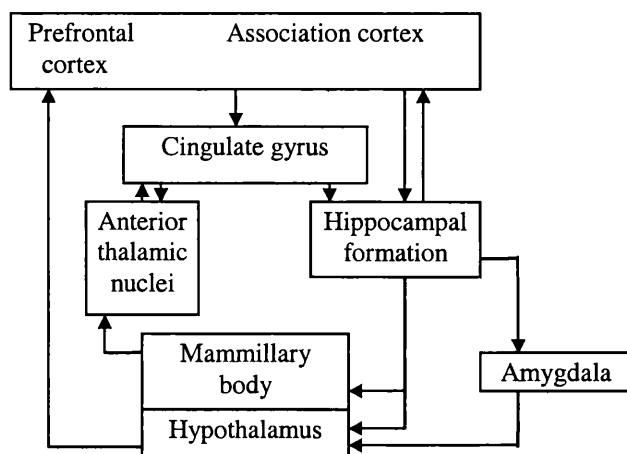 Prefrontal cortex
Association cortex
Cingulate gyrus
Anterior
thalamic
nuclei
Hippocampal
formation
Mammillary
body
Amygdala
Hypothalamus